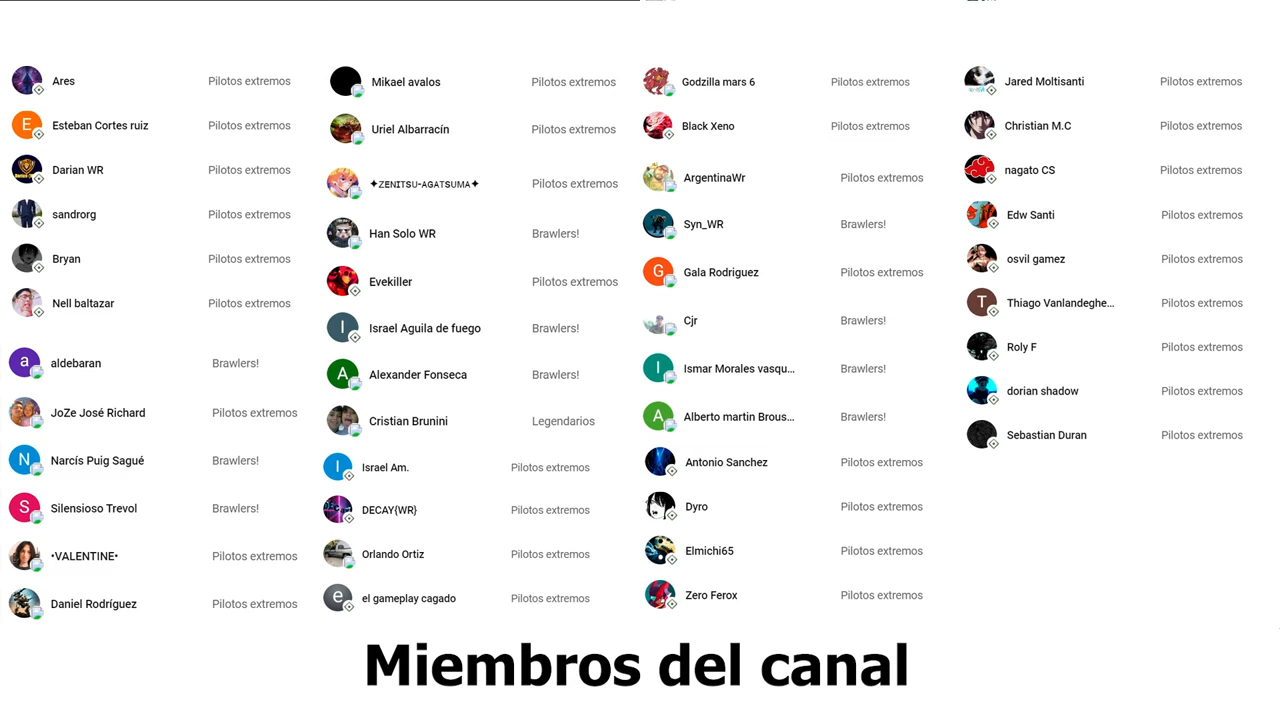 Ares Pilotos extremos
Esteban Cortes ruiz Pilotos extremos
Darian WR Pilotos extremos
sandrorg Pilotos extremos
Bryan Pilotos extremos
Nell baltazar Pilotos extremos
aldebaran Brawlers!
JoZe José Richard Pilotos extremos
Narcís Puig Sagué Brawlers!
Silensioso Trevol Brawlers!
•VALENTINE• Pilotos extremos
Daniel Rodríguez Pilotos extremos
Mikael avalos Pilotos extremos
Uriel Albarracín Pilotos extremos
✦ᴢᴇɴɪᴛsᴜ-ᴀɢᴀᴛsᴜᴍᴀ✦ Pilotos extremos
Han Solo WR Brawlers!
Evekiller Pilotos extremos
Israel Aguila de fuego Brawlers!
Alexander Fonseca Brawlers!
Cristian Brunini Legendarios
Israel Am. Pilotos extremos
DECAY{WR} Pilotos extremos
Orlando Ortiz Pilotos extremos
el gameplay cagado Pilotos extremos
Godzilla mars 6 Pilotos extremos
Black Xeno Pilotos extremos
ArgentinaWr Pilotos extremos
Syn_WR Brawlers!
Gala Rodriguez Pilotos extremos
Cjr Brawlers!
Ismar Morales vasqu... Brawlers!
Alberto martin Brous... Brawlers!
Antonio Sanchez Pilotos extremos
Dyro Pilotos extremos
Elmichi65 Pilotos extremos
Zero Ferox Pilotos extremos
Jared Moltisanti Pilotos extremos
Christian M.C Pilotos extremos
nagato CS Pilotos extremos
Edw Santi Pilotos extremos
osvil gamez Pilotos extremos
Thiago Vanlandeghe... Pilotos extremos
Roly F Pilotos extremos
dorian shadow Pilotos extremos
Sebastian Duran Pilotos extremos
Miembros del canal